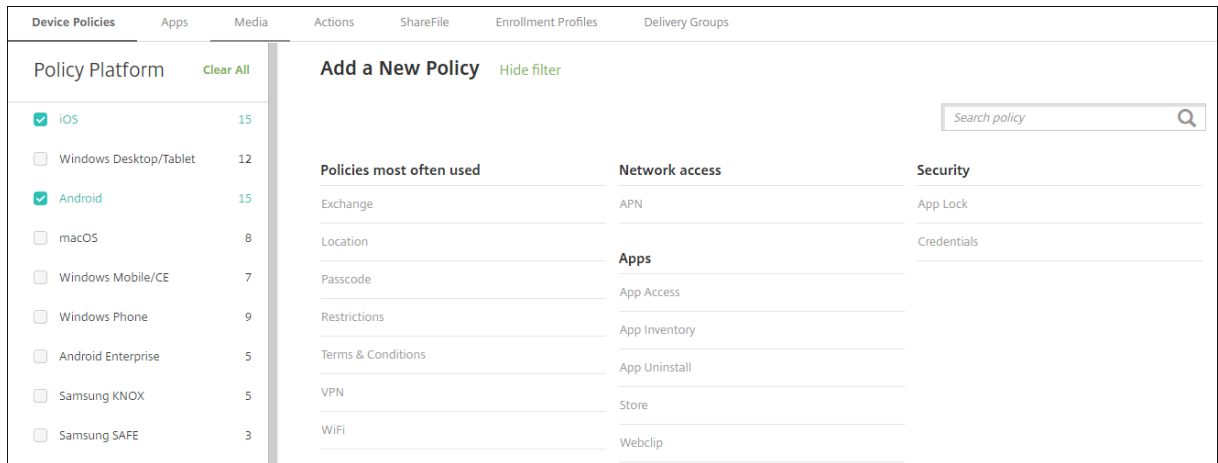 Device Policies Apps Media Actions ShareFile Enrollment Profiles Delivery Groups
Policy Platform Clear All
iOS 15
Windows Desktop/Tablet 12
Android 15
macOS 8
Windows Mobile/CE 7
Windows Phone 9
Android Enterprise 5
Samsung KNOX 5
Samsung SAFE 3
Add a New Policy Hide filter
Search policy
Policies most often used
Exchange
Location
Passcode
Restrictions
Terms & Conditions
VPN
WiFi
Network access
APN
Apps
App Access
App Inventory
App Uninstall
Store
Webclip
Security
App Lock
Credentials